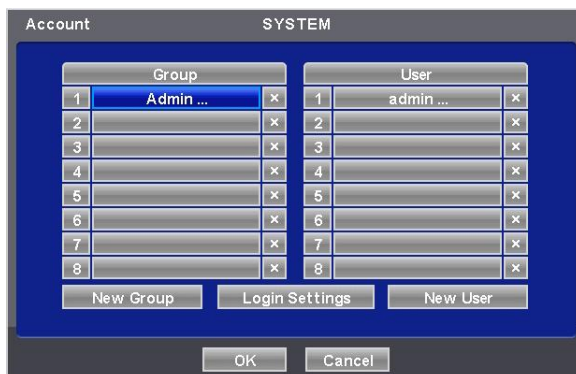 Account SYSTEM
Group User
1 Admin ... × 1 admin ... ×
2 × 2 ×
3 × 3 ×
4 × 4 ×
5 × 5 ×
6 × 6 ×
7 × 7 ×
8 × 8 ×
New Group Login Settings New User
OK Cancel